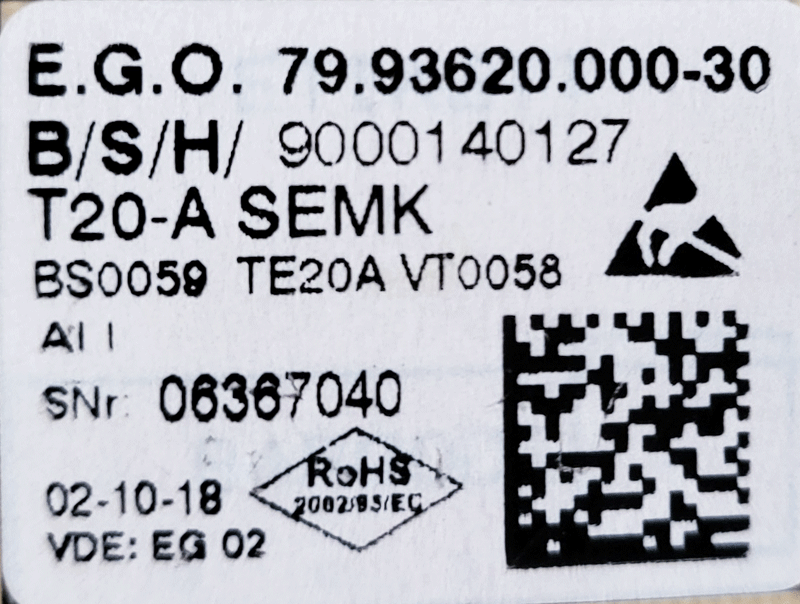 E.G.O. 79.93620.000-30
B/S/H/ 9000140127
T20-A SEMK
BS0059 TE20A VT0058
SNr: 06367040
RoHS
2002/95/EC
02-10-18
VDE: EG 02